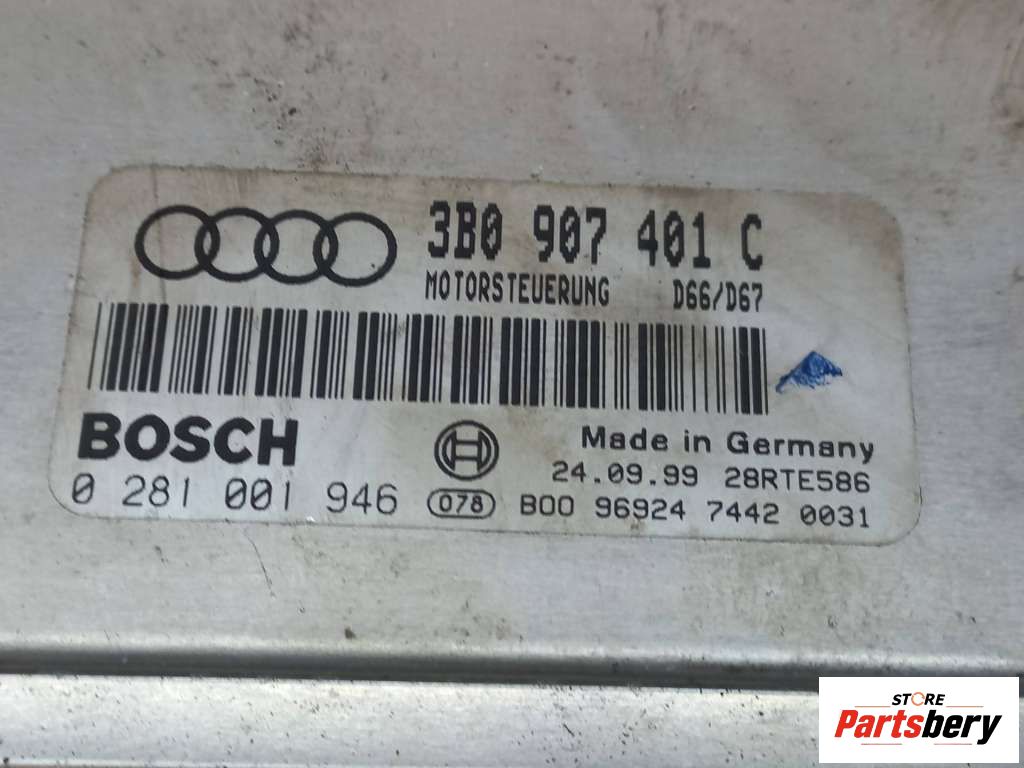 3B0 907 401 C
MOTORSTEUERUNG D66/D67
BOSCH
Made in Germany
24.09.99 28RTE586
0 281 001 946 078 B00 96924 7442 0031
STORE
Partsbery